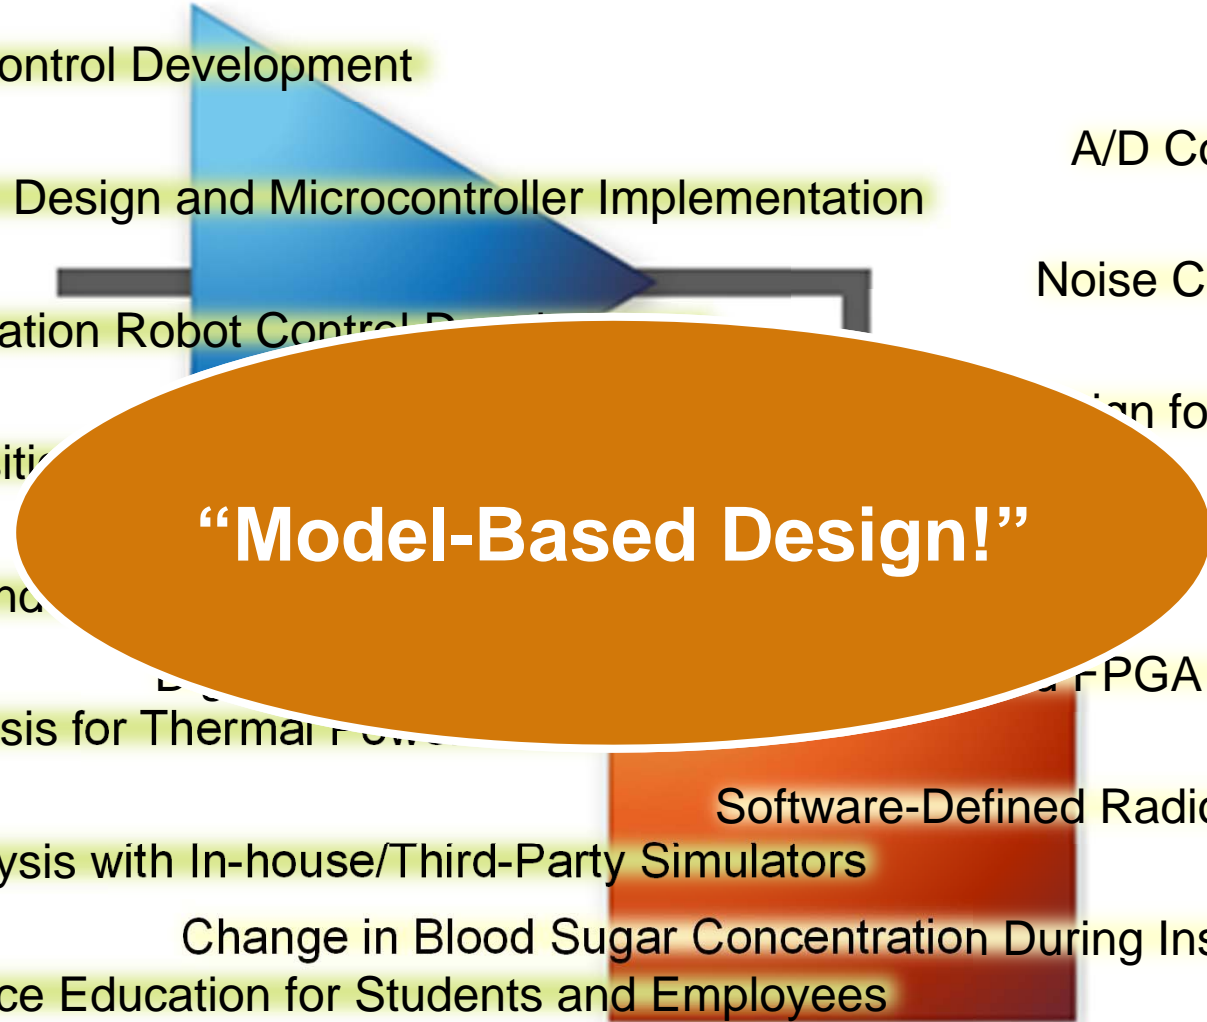 ontrol Development
A/D Co
Design and Microcontroller Implementation
Noise C
ation Robot Control
ign fo
“Model-Based Design!”
FPGA
sis for Thermal
Software-Defined Radio
ysis with In-house/Third-Party Simulators
Change in Blood Sugar Concentration During Ins
ce Education for Students and Employees